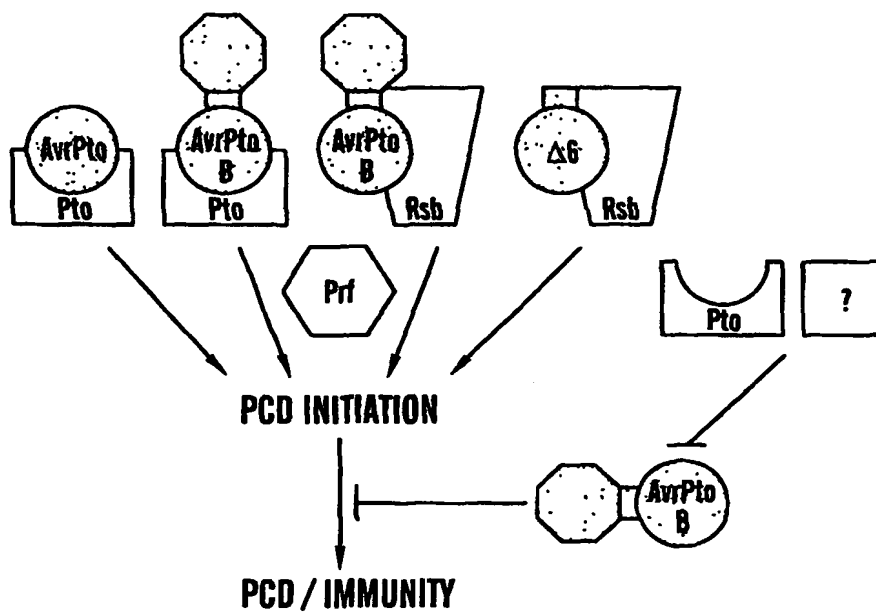 AvrPto
Pto
AvrPto
B
Pto
AvrPto
B
Rsb
Δ6
Rsb
Prf
Pto
?
PCD INITIATION
AvrPto
B
PCD / IMMUNITY